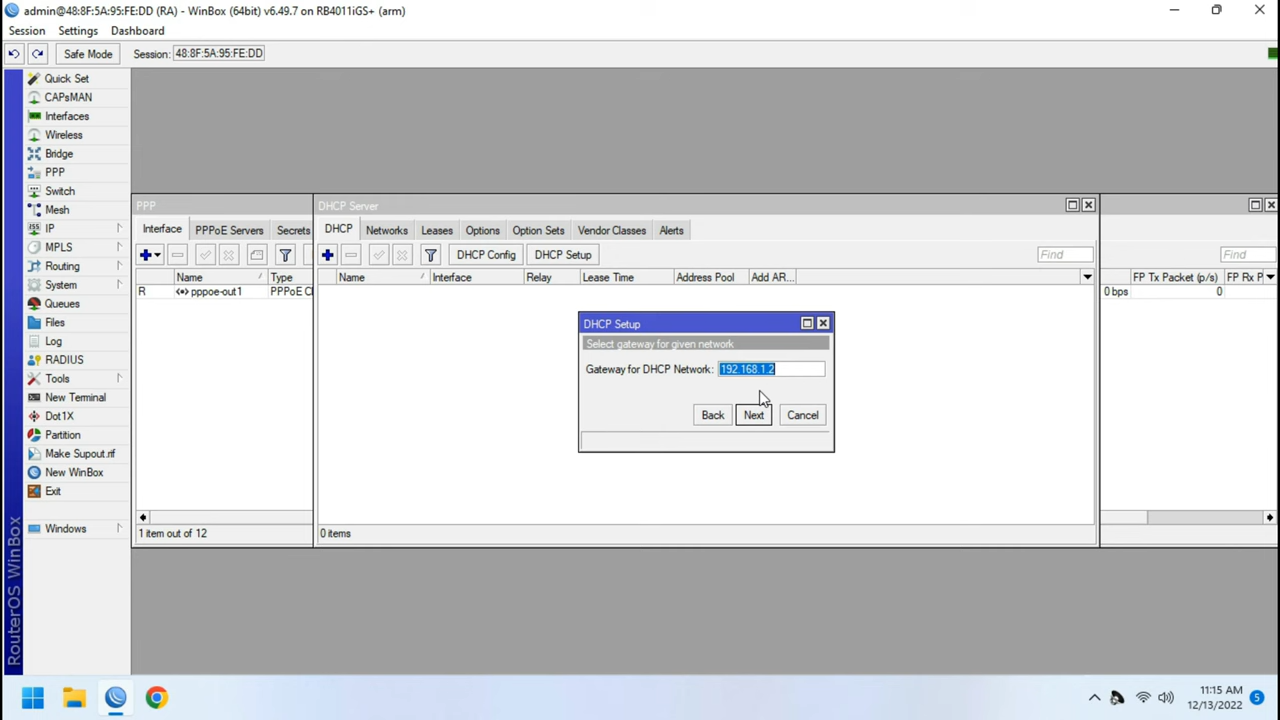 admin@48:8F:5A:95:FE:DD (RA) - WinBox (64bit) v6.49.7 on RB4011iGS+ (arm)
Session Settings Dashboard
Safe Mode Session: 48:8F:5A:95:FE:DD
Quick Set
CAPsMAN
Interfaces
Wireless
Bridge
PPP
Switch
Mesh
IP
MPLS
Routing
System
Queues
Files
Log
RADIUS
Tools
New Terminal
Dot1X
Partition
Make Supout.rif
New WinBox
Exit
Windows
RouterOS WinBox
PPP
Interface PPPoE Servers Secrets
Name Type
R pppoe-out1 PPPoE Cl
1 item out of 12
DHCP Server
DHCP Networks Leases Options Option Sets Vendor Classes Alerts
DHCP Config DHCP Setup Find
Name Interface Relay Lease Time Address Pool Add AR...
0 items
Find
FP Tx Packet (p/s) FP Rx P
0 bps 0
DHCP Setup
Select gateway for given network
Gateway for DHCP Network: 192.168.1.2
Back Next Cancel
11:15 AM
12/13/2022
5